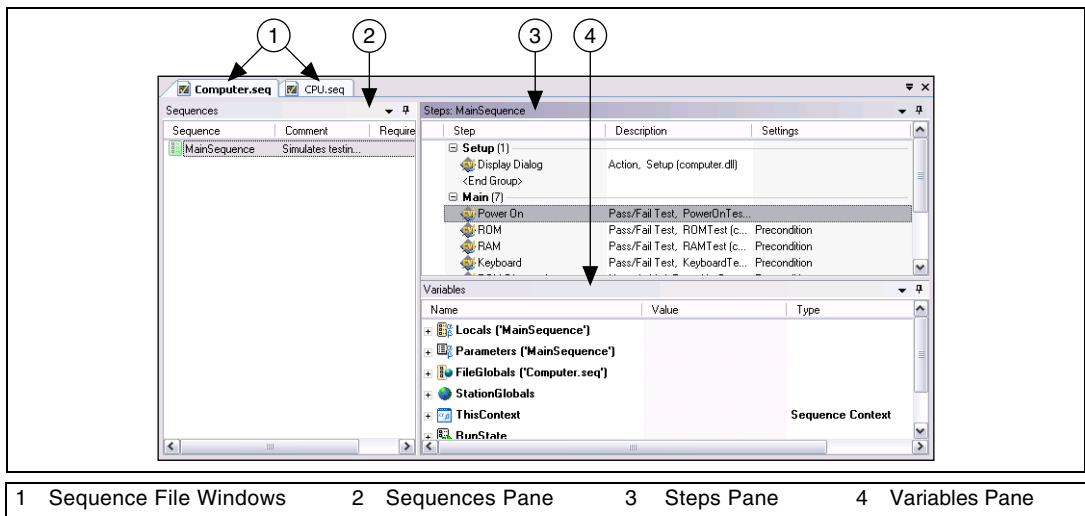 1 2 3 4
Computer.seq CPU.seq
Sequences
Sequence Comment Require
MainSequence Simulates testin...
Steps: MainSequence
Step Description Settings
Setup (1)
Display Dialog Action, Setup (computer.dll)
<End Group>
Main (7)
Power On Pass/Fail Test, PowerOnTes...
ROM Pass/Fail Test, ROMTest (c... Precondition
RAM Pass/Fail Test, RAMTest (c... Precondition
Keyboard Pass/Fail Test, KeyboardTe... Precondition
Variables
Name Value Type
Locals ('MainSequence')
Parameters ('MainSequence')
FileGlobals ('Computer.seq')
StationGlobals
ThisContext Sequence Context
RunState
1 Sequence File Windows 2 Sequences Pane 3 Steps Pane 4 Variables Pane